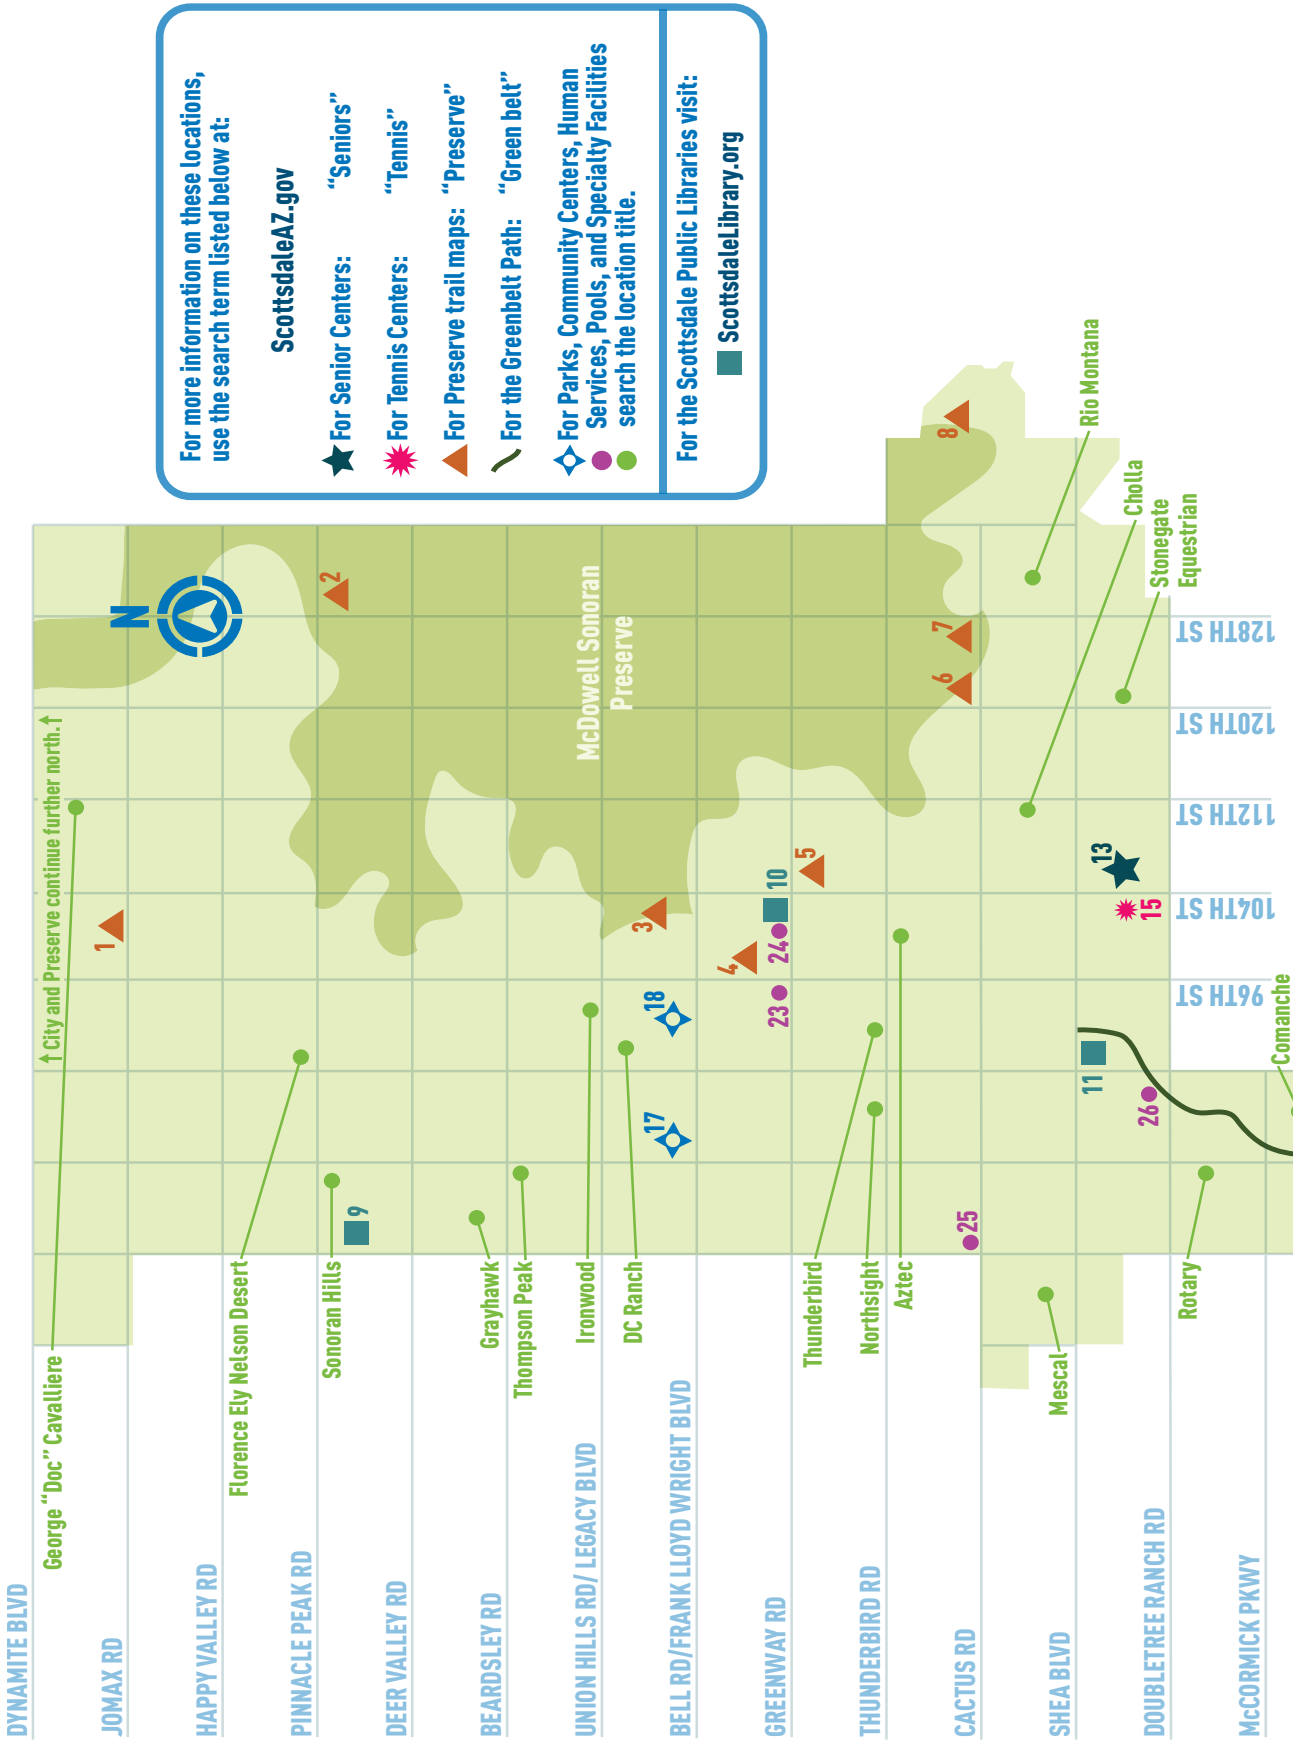 For more information on these locations,
use the search term listed below at:
ScottsdaleAZ.gov
For Senior Centers: “Seniors”
For Tennis Centers: “Tennis”
For Preserve trail maps: “Preserve”
For the Greenbelt Path: “Green belt”
For Parks, Community Centers, Human
Services, Pools, and Specialty Facilities
search the location title.
For the Scottsdale Public Libraries visit:
ScottsdaleLibrary.org
N
City and Preserve continue further north.
McDowell Sonoran
Preserve
DYNAMITE BLVD
JOMAX RD
HAPPY VALLEY RD
PINNACLE PEAK RD
DEER VALLEY RD
BEARDSLEY RD
UNION HILLS RD/ LEGACY BLVD
BELL RD/FRANK LLOYD WRIGHT BLVD
GREENWAY RD
THUNDERBIRD RD
CACTUS RD
SHEA BLVD
DOUBLETREE RANCH RD
McCORMICK PKWY
George “Doc” Cavalliere
Florence Ely Nelson Desert
Sonoran Hills
Grayhawk
Thompson Peak
Ironwood
DC Ranch
Thunderbird
Northsight
Aztec
Mescal
Rotary
Comanche
Rio Montana
Cholla
Stonegate
Equestrian
96TH ST
104TH ST
112TH ST
120TH ST
128TH ST
1
2
3
4
5
6
7
8
9
10
11
13
15
17
18
23
24
25
26